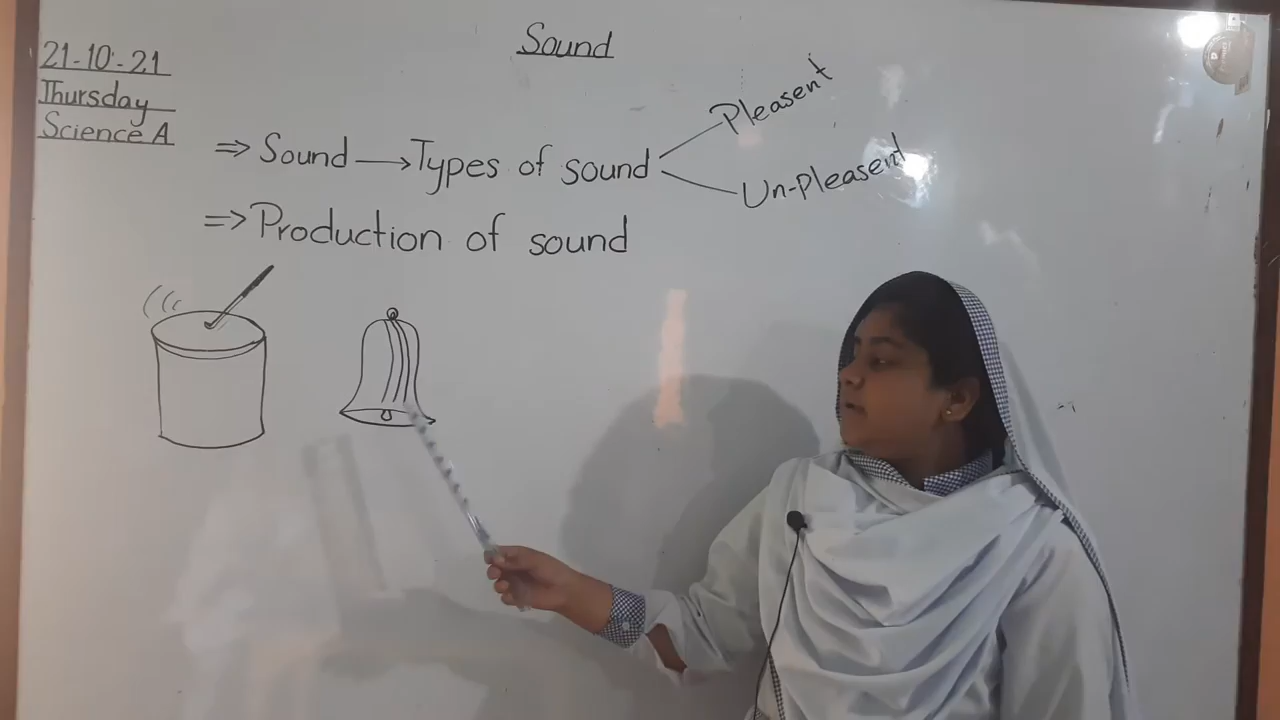 Sound
21-10-21
Thursday
Science A
⇒ Sound → Types of sound
Pleasent
Un-Pleasent
⇒ Production of sound